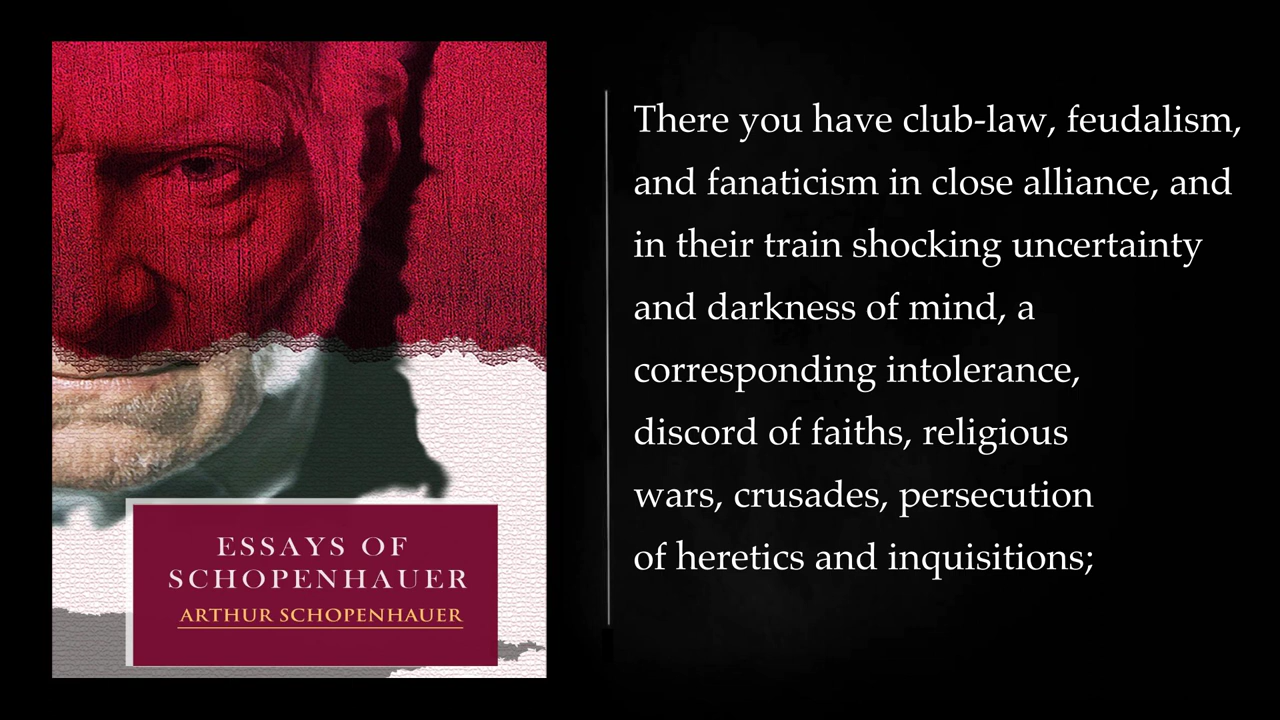 ESSAYS OF
SCHOPENHAUER
ARTHUR SCHOPENHAUER
There you have club-law, feudalism,
and fanaticism in close alliance, and
in their train shocking uncertainty
and darkness of mind, a
corresponding intolerance,
discord of faiths, religious
wars, crusades, persecution
of heretics and inquisitions;